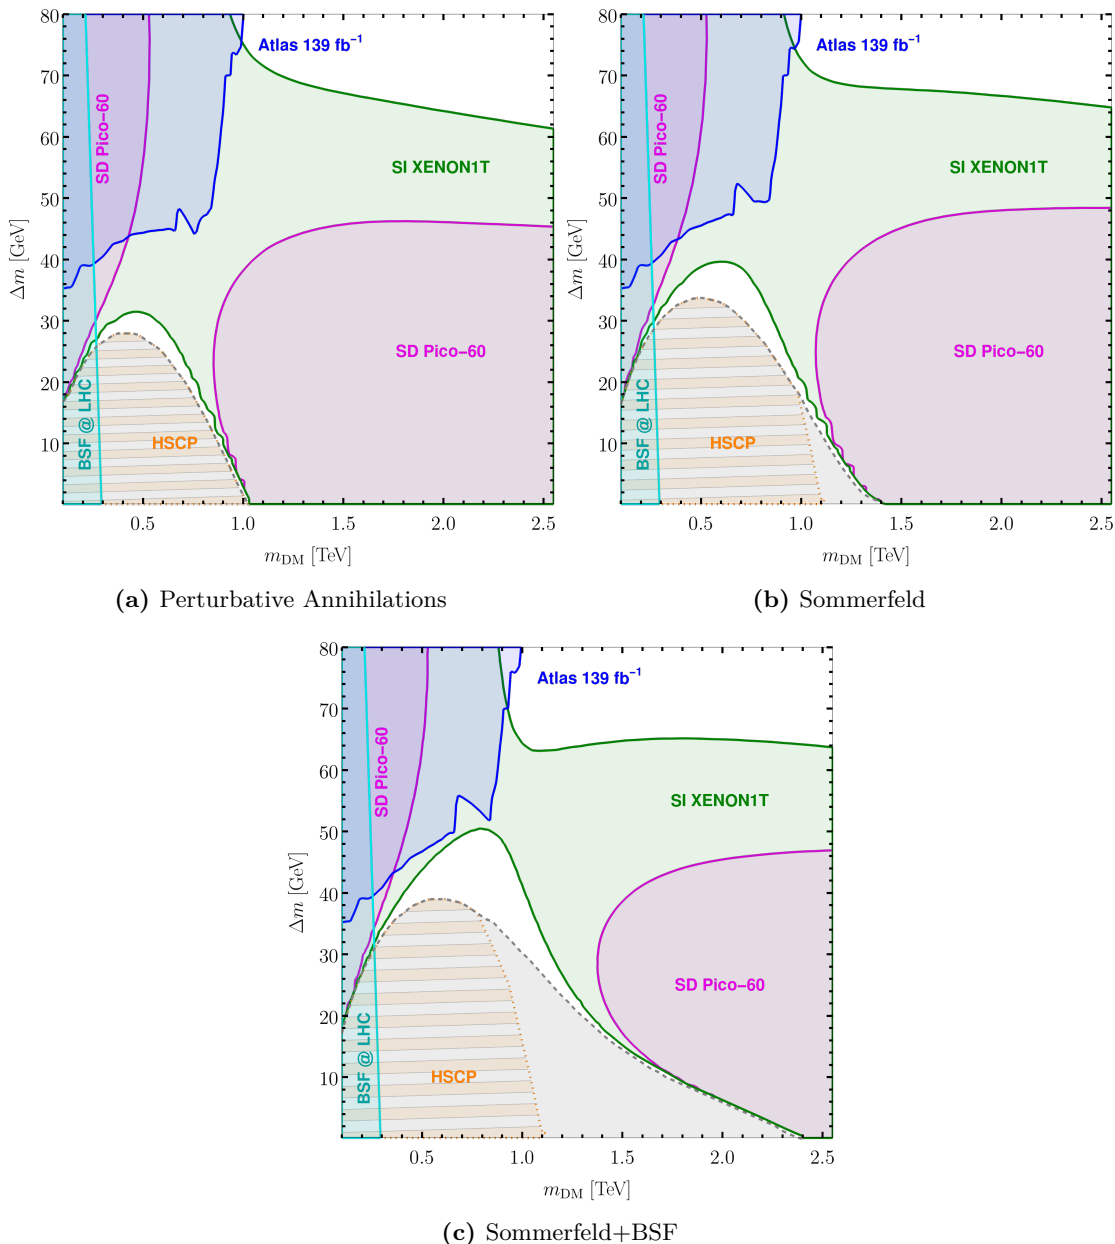 80
70
60
50
40
30
20
10
Δm [GeV]
Atlas 139 fb⁻¹
SD Pico-60
SI XENON1T
SD Pico-60
BSF @ LHC
HSCP
0.5 1.0 1.5 2.0 2.5
m_DM [TeV]
(a) Perturbative Annihilations
80
70
60
50
40
30
20
10
Δm [GeV]
Atlas 139 fb⁻¹
SD Pico-60
SI XENON1T
SD Pico-60
BSF @ LHC
HSCP
0.5 1.0 1.5 2.0 2.5
m_DM [TeV]
(b) Sommerfeld
80
70
60
50
40
30
20
10
Δm [GeV]
Atlas 139 fb⁻¹
SD Pico-60
SI XENON1T
SD Pico-60
BSF @ LHC
HSCP
0.5 1.0 1.5 2.0 2.5
m_DM [TeV]
(c) Sommerfeld+BSF